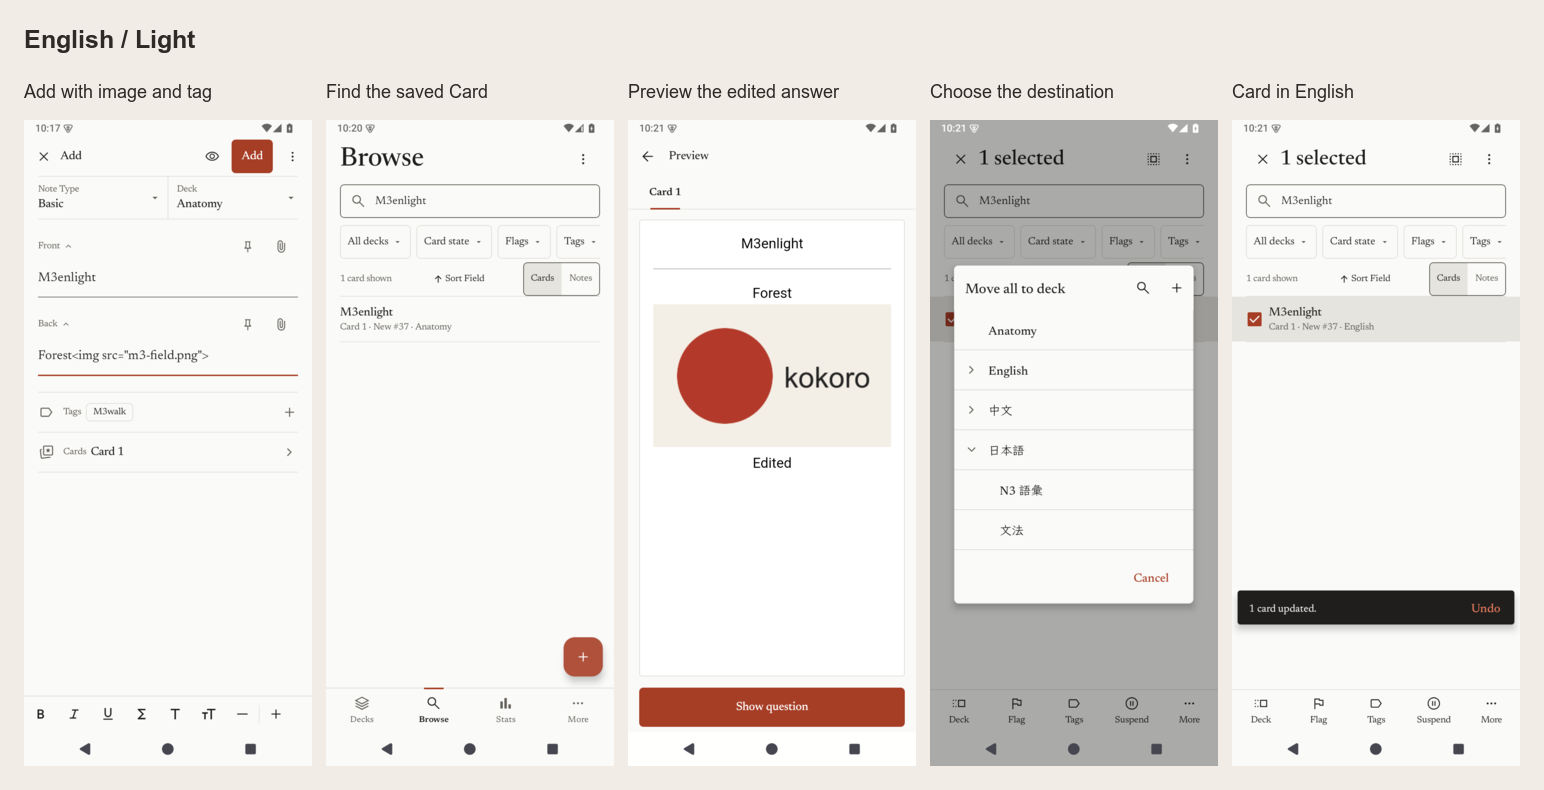 English / Light
Add with image and tag
10:17
Add
Add
Note Type
Basic
Deck
Anatomy
Front
M3enlight
Back
Forest<img src="m3-field.png">
Tags M3walk
Cards Card 1
B I U Σ T TT
Find the saved Card
10:20
Browse
M3enlight
All decks Card state Flags Tags
1 card shown Sort Field Cards Notes
M3enlight
Card 1 · New #37 · Anatomy
Decks Browse Stats More
Preview the edited answer
10:21
Preview
Card 1
M3enlight
Forest
kokoro
Edited
Show question
Choose the destination
10:21
1 selected
M3enlight
All decks Card state Flags Tags
Move all to deck
Anatomy
English
中文
日本語
N3 語彙
文法
Cancel
Deck Flag Tags Suspend More
Card in English
10:21
1 selected
M3enlight
All decks Card state Flags Tags
1 card shown Sort Field Cards Notes
M3enlight
Card 1 · New #37 · English
1 card updated. Undo
Deck Flag Tags Suspend More